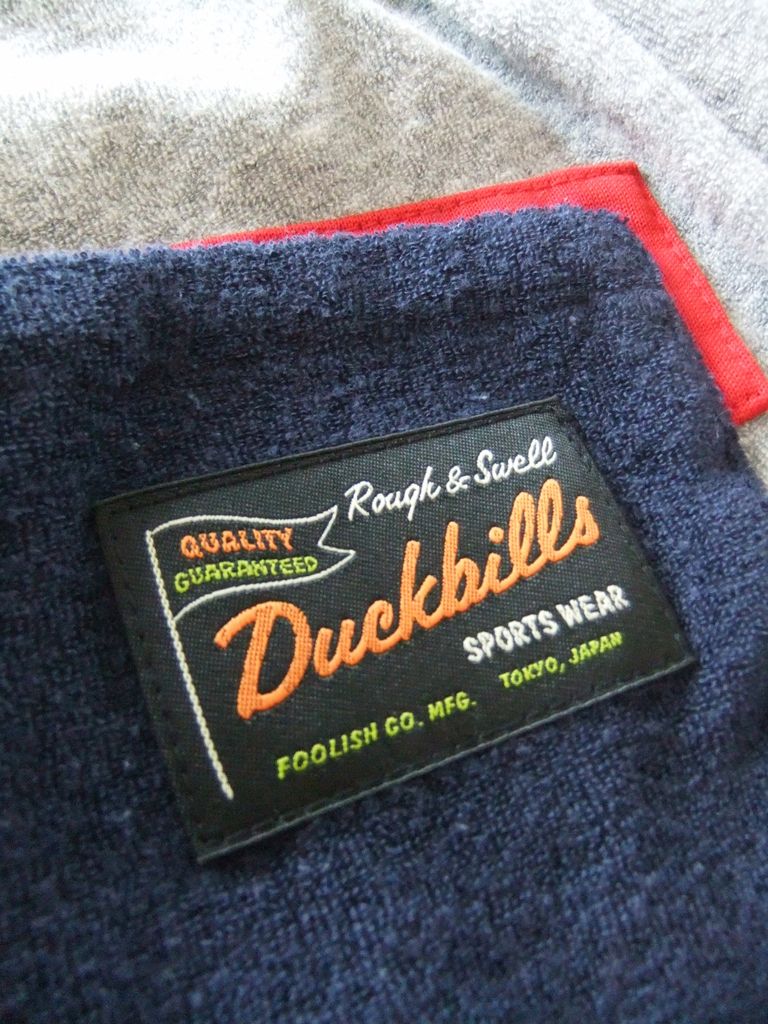 Rough & Swell
QUALITY
GUARANTEED
Duckbills
SPORTS WEAR
FOOLISH CO. MFG. TOKYO, JAPAN